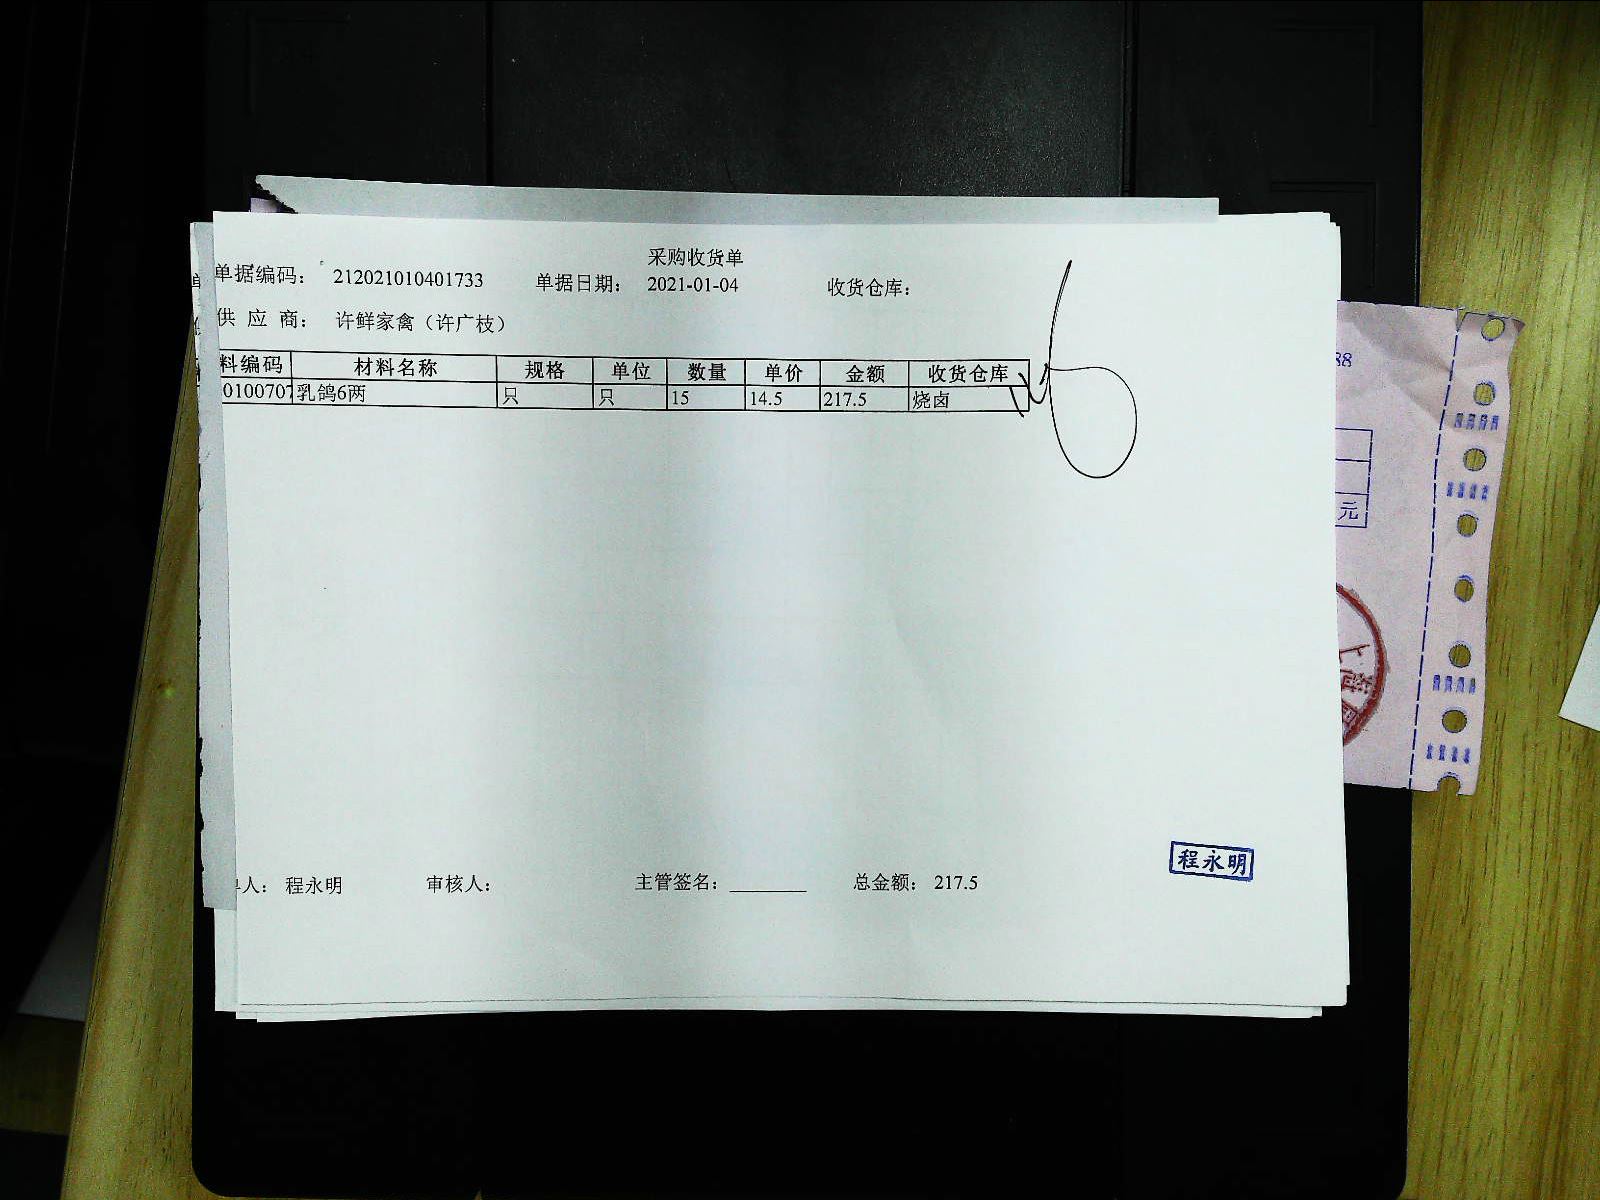 采购收货单
单据编码： 212021010401733 单据日期： 2021-01-04 收货仓库：
供 应 商： 许鲜家禽（许广枝）
料编码 材料名称 规格 单位 数量 单价 金额 收货仓库
0100707 乳鸽6两 只 只 15 14.5 217.5 烧卤
人： 程永明 审核人： 主管签名： 总金额： 217.5
程永明
88
元